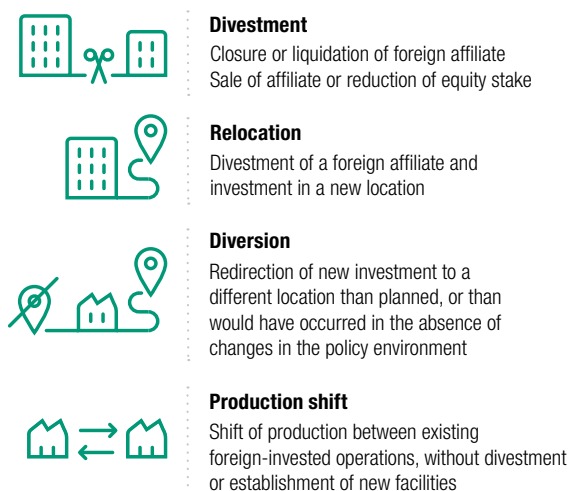 Divestment
Closure or liquidation of foreign affiliate
Sale of affiliate or reduction of equity stake
Relocation
Divestment of a foreign affiliate and
investment in a new location
Diversion
Redirection of new investment to a
different location than planned, or than
would have occurred in the absence of
changes in the policy environment
Production shift
Shift of production between existing
foreign-invested operations, without divestment
or establishment of new facilities